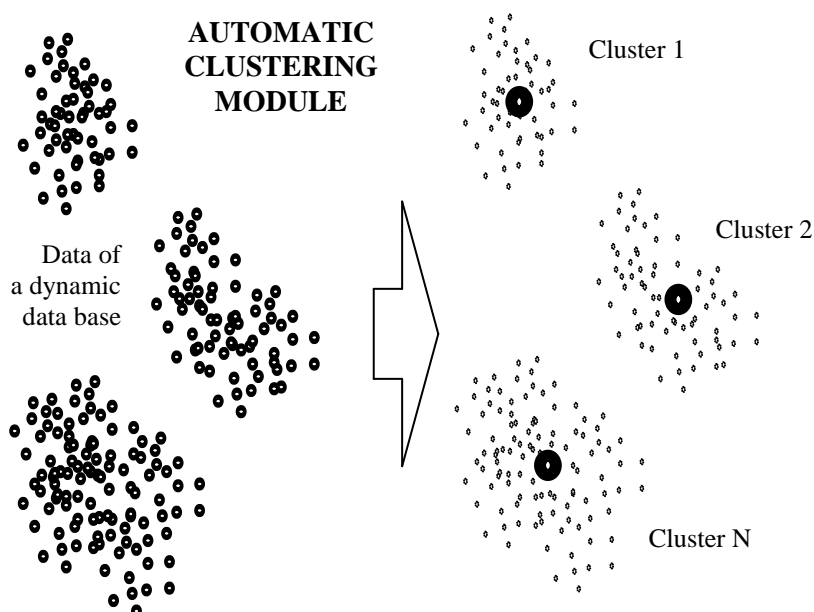 AUTOMATIC
CLUSTERING
MODULE
Cluster 1
Data of
a dynamic
data base
Cluster 2
Cluster N